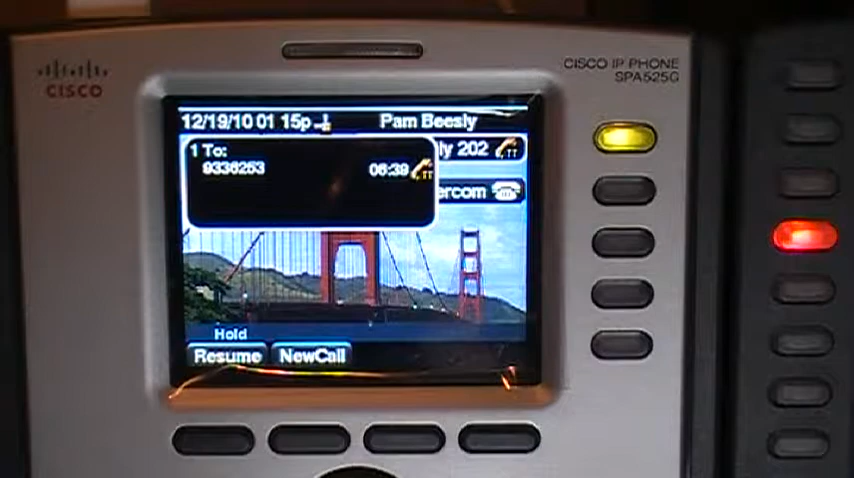 CISCO
CISCO IP PHONE
SPA525G
12/19/10 01 15p
Pam Beesly
1 To:
9336253
06:39
ly 202
ercom
Hold
Resume
NewCall